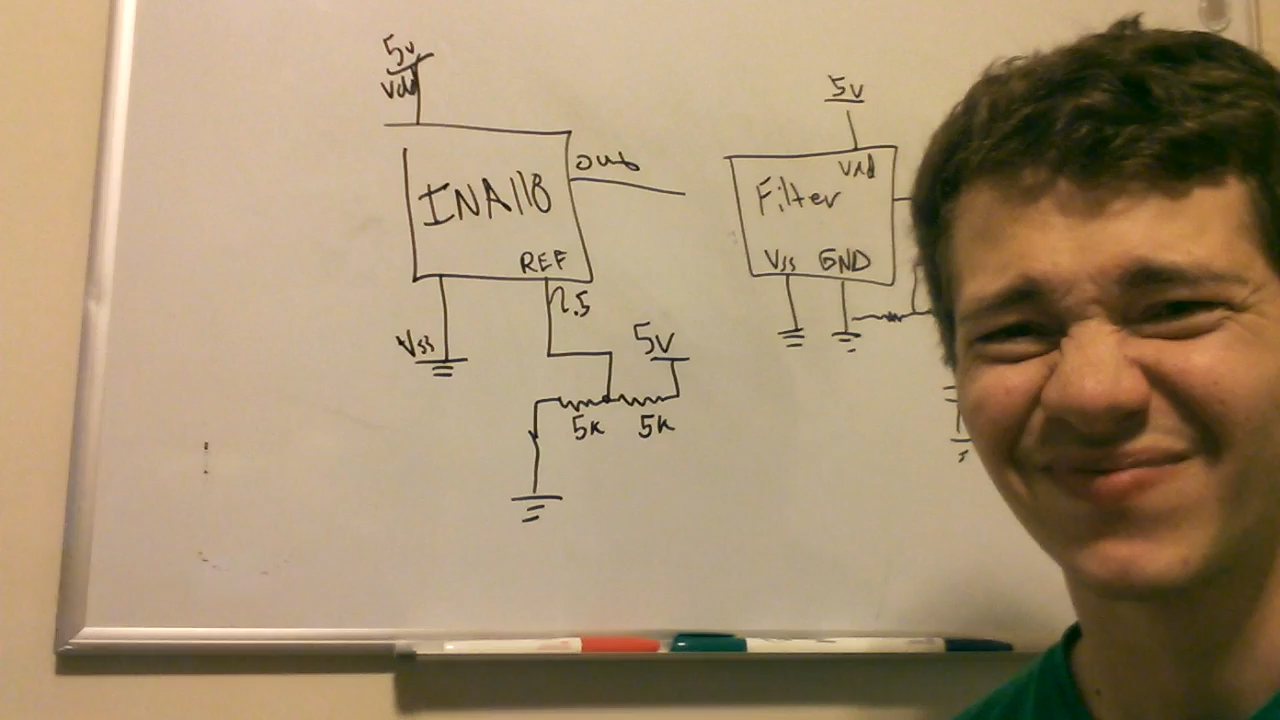 5v
Vdd
INA118
out
REF
2.5
Vss
5v
5k
5k
5v
Vdd
Filter
Vss GND